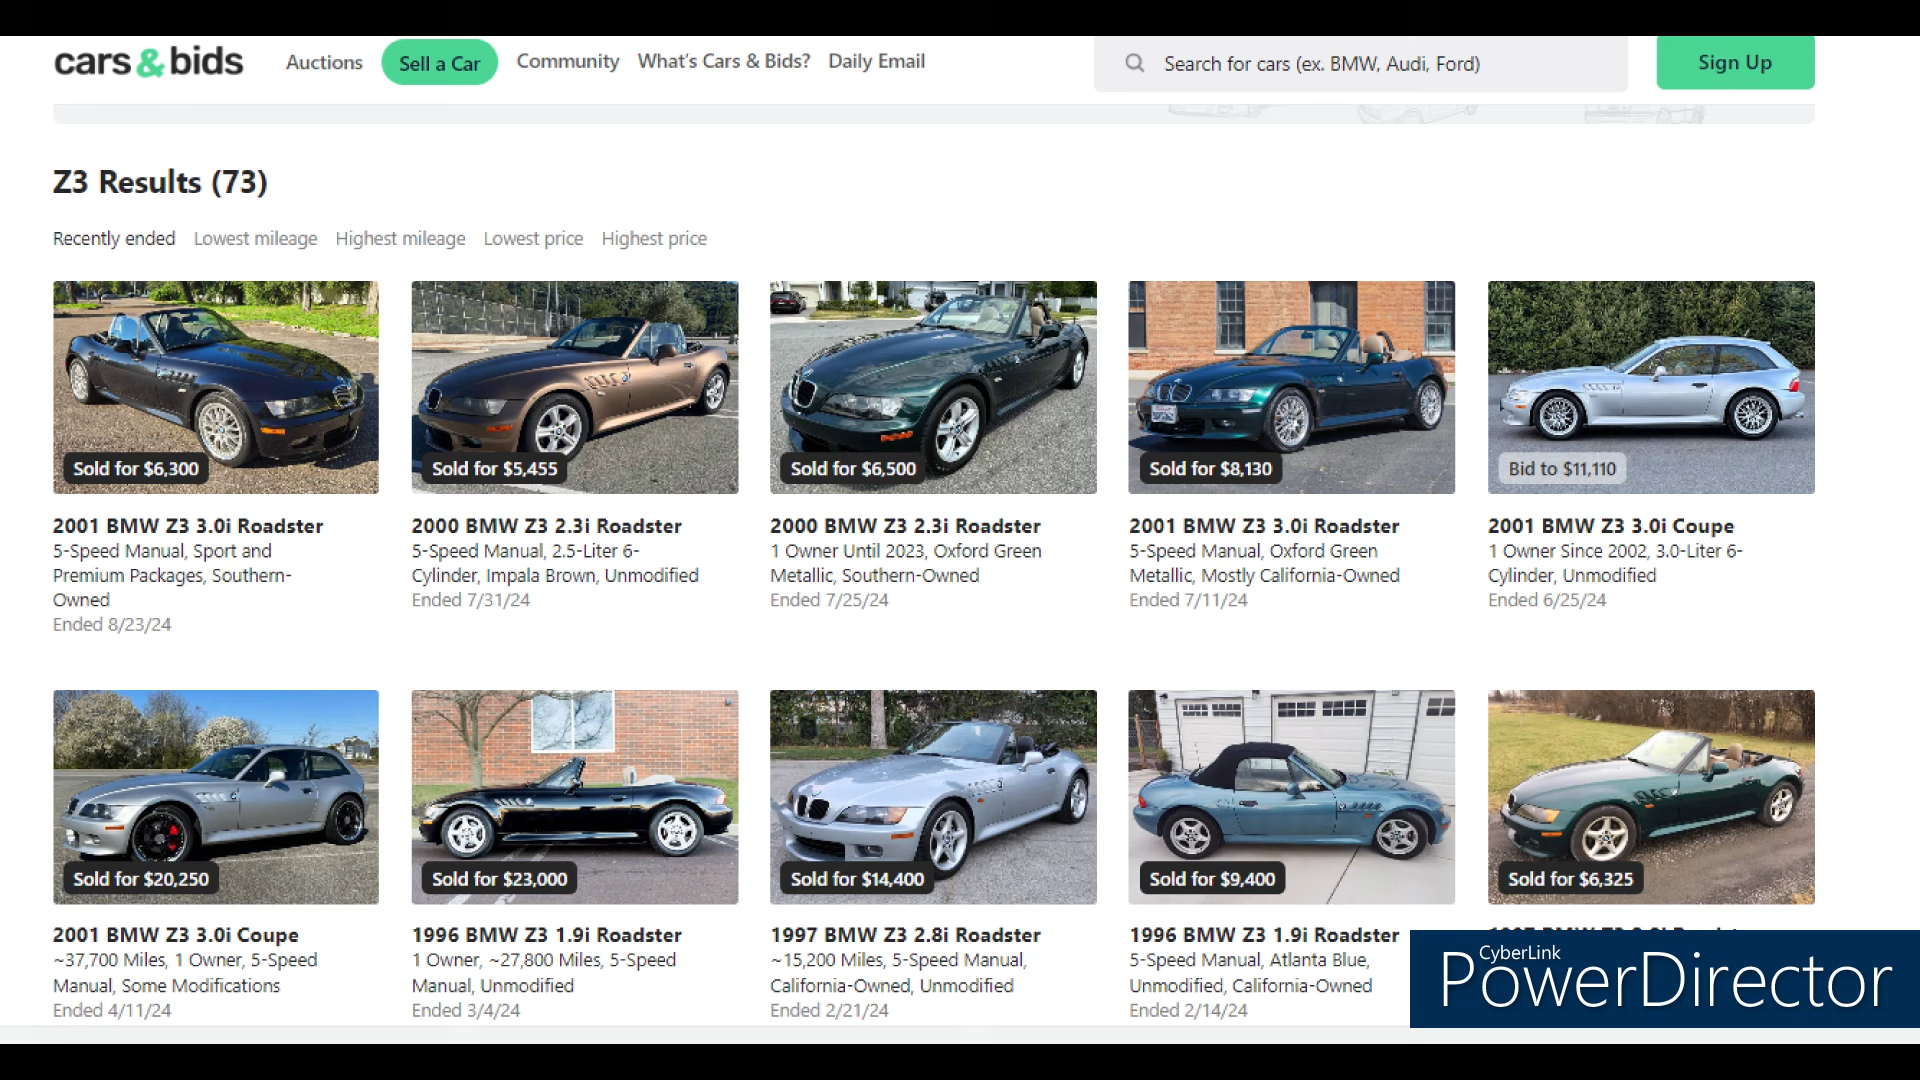 cars & bids
Auctions
Sell a Car
Community
What's Cars & Bids?
Daily Email
Search for cars (ex. BMW, Audi, Ford)
Sign Up
Z3 Results (73)
Recently ended
Lowest mileage
Highest mileage
Lowest price
Highest price
Sold for $6,300
2001 BMW Z3 3.0i Roadster
5-Speed Manual, Sport and
Premium Packages, Southern-
Owned
Ended 8/23/24
Sold for $5,455
2000 BMW Z3 2.3i Roadster
5-Speed Manual, 2.5-Liter 6-
Cylinder, Impala Brown, Unmodified
Ended 7/31/24
Sold for $6,500
2000 BMW Z3 2.3i Roadster
1 Owner Until 2023, Oxford Green
Metallic, Southern-Owned
Ended 7/25/24
Sold for $8,130
2001 BMW Z3 3.0i Roadster
5-Speed Manual, Oxford Green
Metallic, Mostly California-Owned
Ended 7/11/24
Bid to $11,110
2001 BMW Z3 3.0i Coupe
1 Owner Since 2002, 3.0-Liter 6-
Cylinder, Unmodified
Ended 6/25/24
Sold for $20,250
2001 BMW Z3 3.0i Coupe
~37,700 Miles, 1 Owner, 5-Speed
Manual, Some Modifications
Ended 4/11/24
Sold for $23,000
1996 BMW Z3 1.9i Roadster
1 Owner, ~27,800 Miles, 5-Speed
Manual, Unmodified
Ended 3/4/24
Sold for $14,400
1997 BMW Z3 2.8i Roadster
~15,200 Miles, 5-Speed Manual,
California-Owned, Unmodified
Ended 2/21/24
Sold for $9,400
1996 BMW Z3 1.9i Roadster
5-Speed Manual, Atlanta Blue,
Unmodified, California-Owned
Ended 2/14/24
Sold for $6,325
CyberLink
PowerDirector